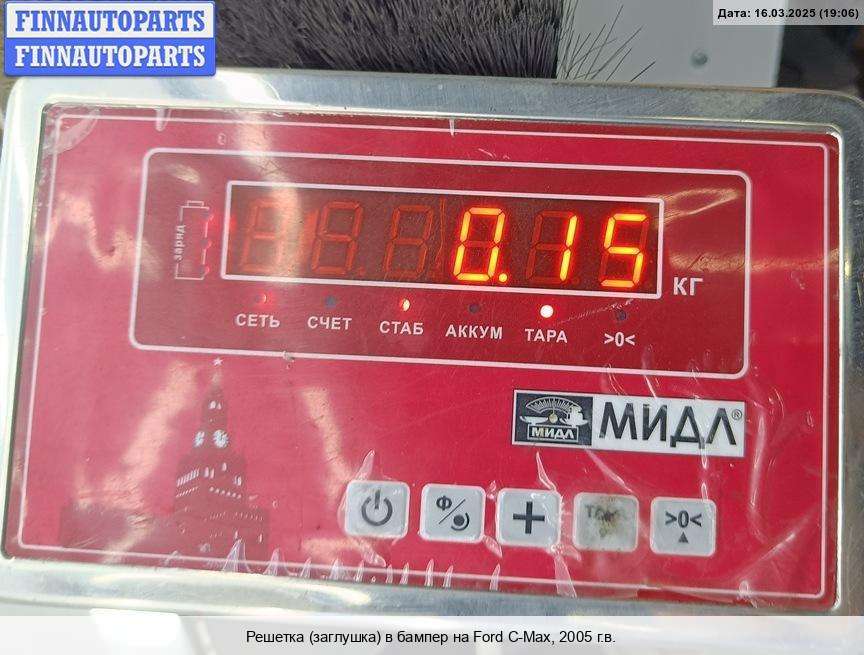 FINNAUTOPARTS
FINNAUTOPARTS
Дата: 16.03.2025 (19:06)
заряд
0.15
КГ
СЕТЬ СЧЕТ СТАБ АККУМ ТАРА >0<
МИДЛ МИДЛ®
Ф/ + >0<
Решетка (заглушка) в бампер на Ford C-Max, 2005 г.в.